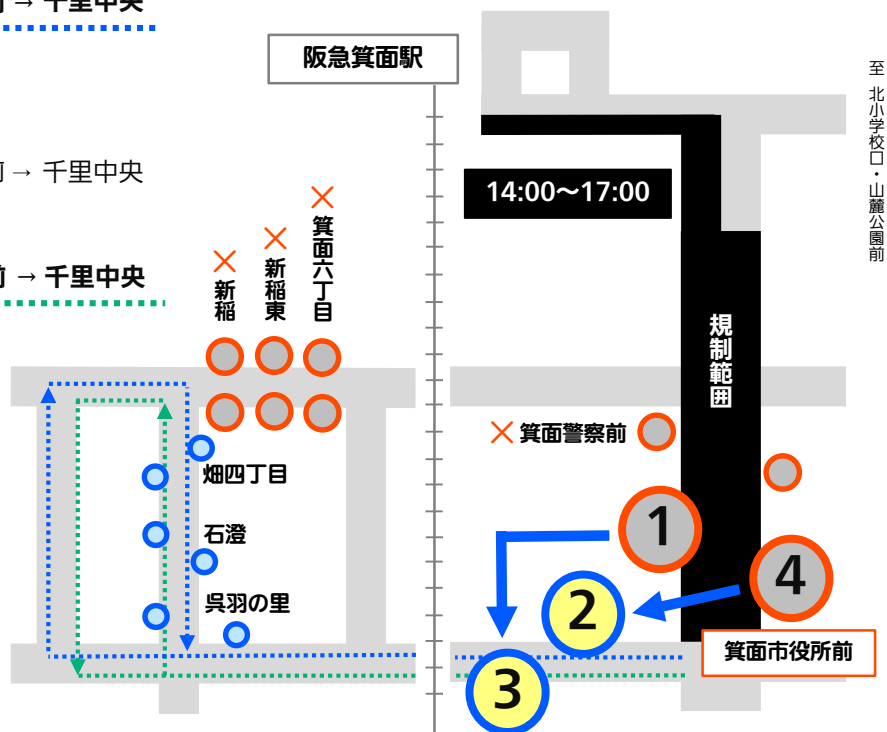 → 千里中央
阪急箕面駅
至 北小学校口・山麓公園前
前 → 千里中央
14:00〜17:00
前 → 千里中央
× 箕面六丁目
× 新稲東
× 新稲
規制範囲
× 箕面警察前
畑四丁目
石澄
呉羽の里
1
4
2
箕面市役所前
3